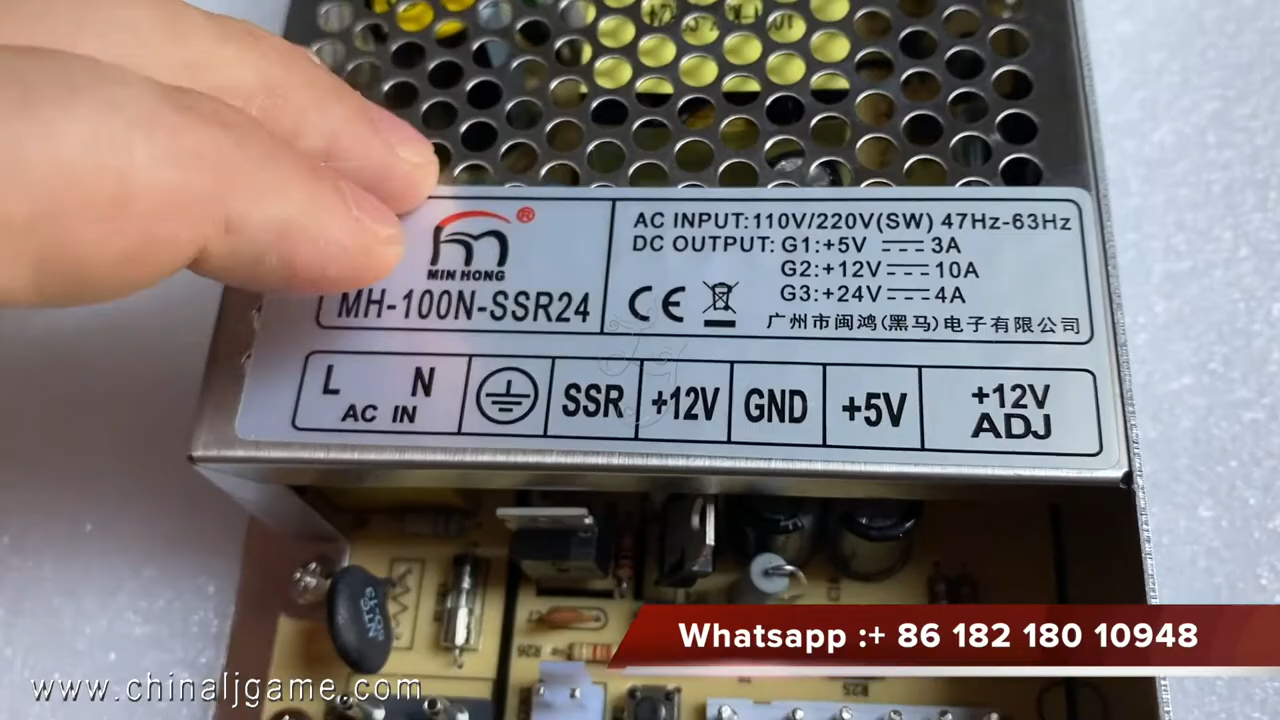 AC INPUT:110V/220V(SW) 47Hz-63Hz
DC OUTPUT: G1:+5V 3A
G2:+12V 10A
G3:+24V 4A
广州市闽鸿(黑马)电子有限公司
®
MIN HONG
MH-100N-SSR24
CE
L N
AC IN
SSR
+12V
GND
+5V
+12V
ADJ
R26
R25
Whatsapp :+ 86 182 180 10948
www.chinaljgame.com